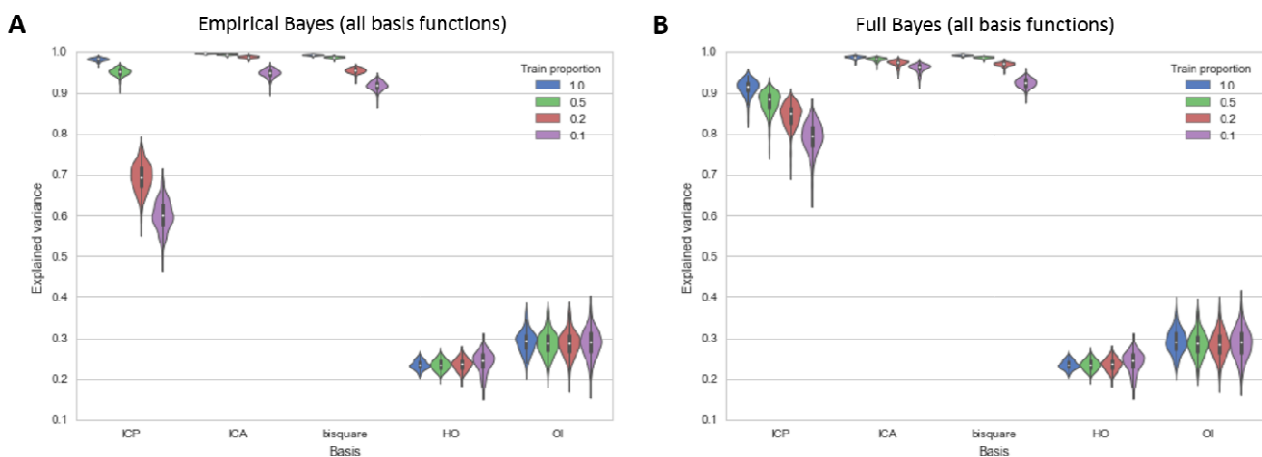 A
Empirical Bayes (all basis functions)
1.0
0.9
0.8
0.7
0.6
0.5
0.4
0.3
0.2
0.1
Explained variance
Train proportion
1.0
0.5
0.2
0.1
ICP
ICA
bisquare
HO
OI
Basis
B
Full Bayes (all basis functions)
1.0
0.9
0.8
0.7
0.6
0.5
0.4
0.3
0.2
0.1
Explained variance
Train proportion
1.0
0.5
0.2
0.1
ICP
ICA
bisquare
HO
OI
Basis